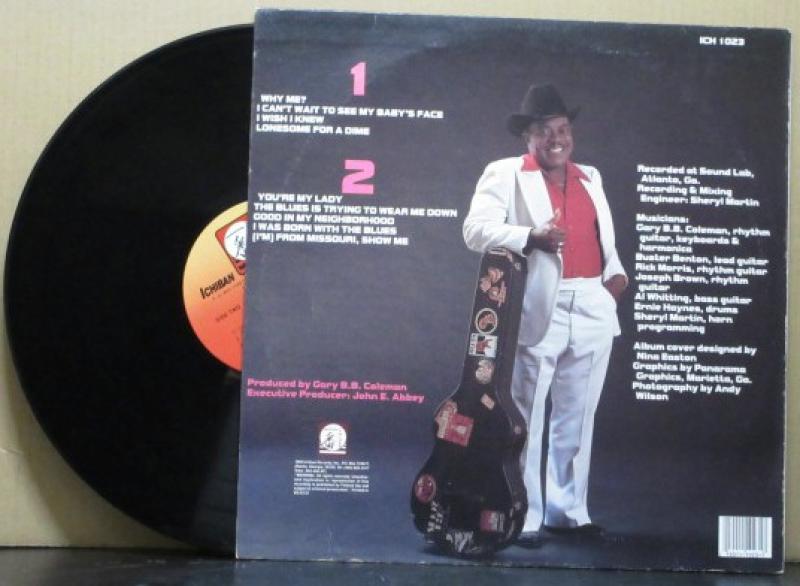 ICH 1023
1
WHY ME?
I CAN'T WAIT TO SEE MY BABY'S FACE
I WISH I KNEW
LONESOME FOR A DIME
2
YOU'RE MY LADY
THE BLUES IS TRYING TO WEAR ME DOWN
GOOD IN MY NEIGHBORHOOD
I WAS BORN WITH THE BLUES
(I'M) FROM MISSOURI, SHOW ME
Recorded at Sound Lab,
Atlanta, Ga.
Recording & Mixing
Engineer: Sheryl Martin
Musicians:
Gary B.B. Coleman, rhythm
guitar, keyboards &
harmonica
Buster Benton, lead guitar
Rick Morris, rhythm guitar
Joseph Brown, rhythm
guitar
Al Whitting, bass guitar
Ernie Haynes, drums
Sheryl Martin, horn
programming
Album cover designed by
Nina Easton
Graphics by Panorama
Graphics, Marietta, Ga.
Photography by Andy
Wilson
Produced by Gary B.B. Coleman
Executive Producer: John E. Abbey
ICHIBAN
SIDE TWO